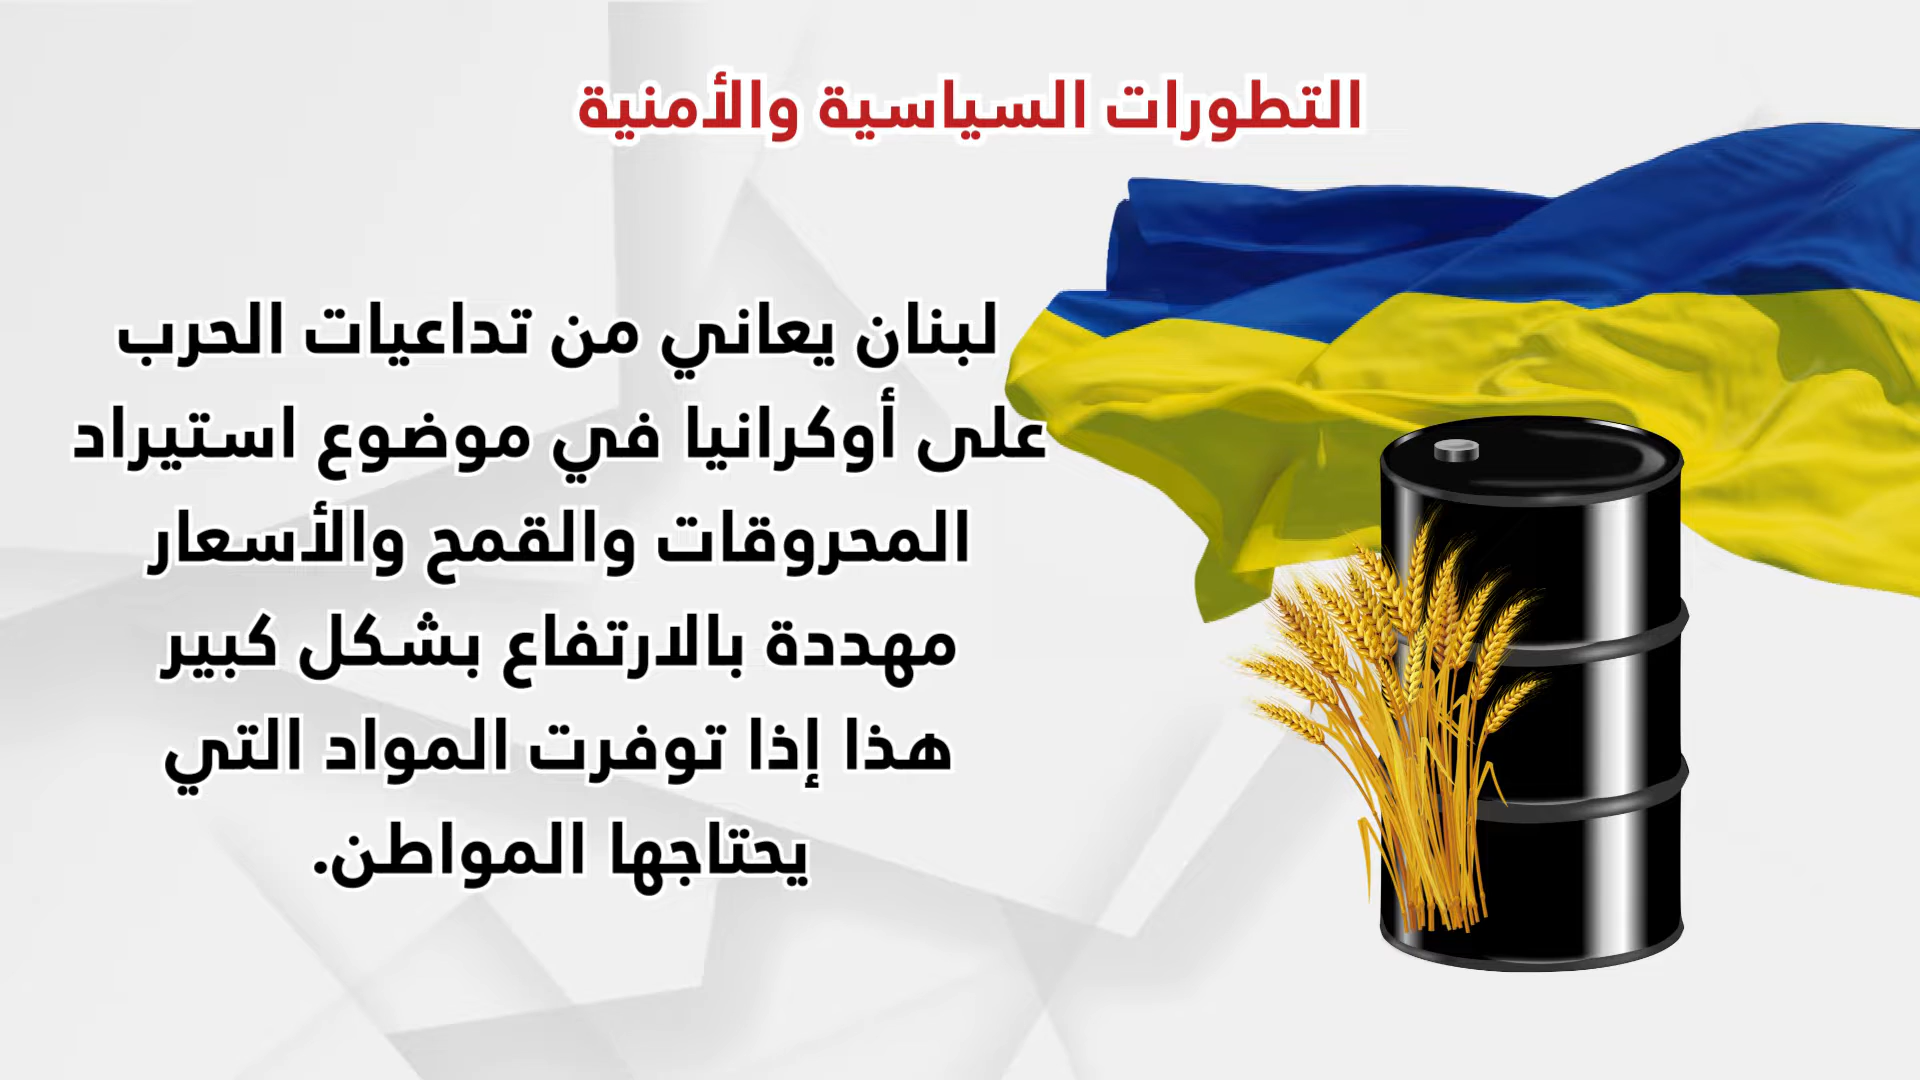 التطورات السياسية والأمنية
لبنان يعاني من تداعيات الحرب
على أوكرانيا في موضوع استيراد
المحروقات والقمح والأسعار
مهددة بالارتفاع بشكل كبير
هذا إذا توفرت المواد التي
يحتاجها المواطن.